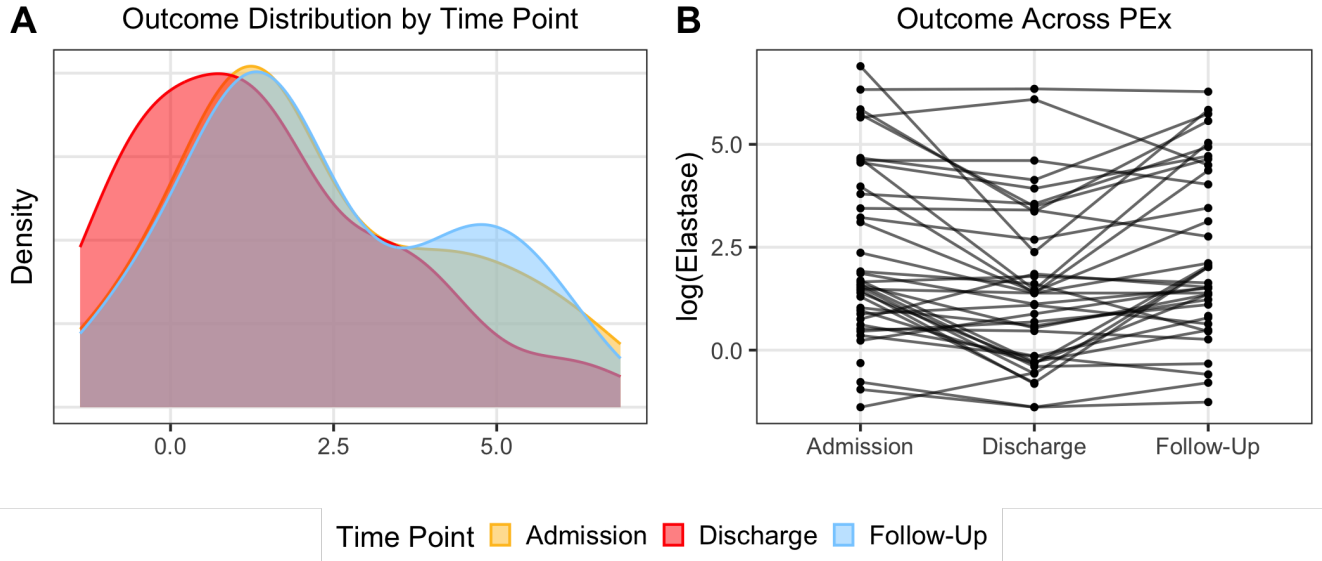 A
Outcome Distribution by Time Point
Density
0.0 2.5 5.0
B
Outcome Across PEx
log(Elastase)
5.0
2.5
0.0
Admission Discharge Follow-Up
Time Point Admission Discharge Follow-Up